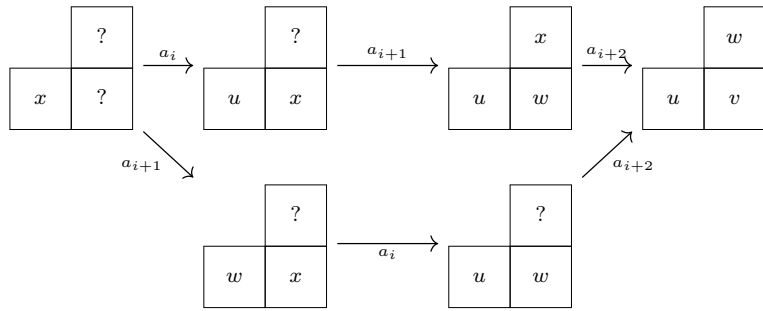 ? ? x w
a_i a_{i+1} a_{i+2}
x ? u x u w u v
a_{i+1} a_{i+2}
? ?
a_i
w x u w